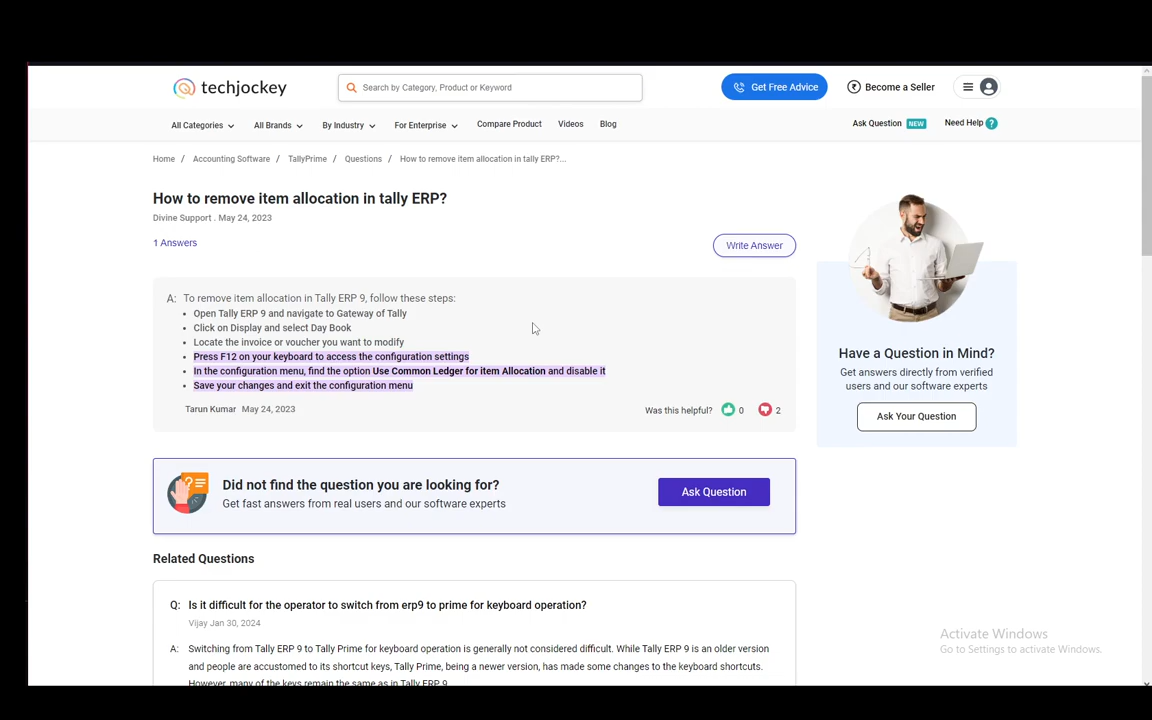 techjockey
Search by Category, Product or Keyword
Get Free Advice
Become a Seller
All Categories
All Brands
By Industry
For Enterprise
Compare Product
Videos
Blog
Ask Question NEW
Need Help ?
Home / Accounting Software / TallyPrime / Questions / How to remove item allocation in tally ERP?...
How to remove item allocation in tally ERP?
Divine Support . May 24, 2023
1 Answers
Write Answer
A: To remove item allocation in Tally ERP 9, follow these steps:
• Open Tally ERP 9 and navigate to Gateway of Tally
• Click on Display and select Day Book
• Locate the invoice or voucher you want to modify
• Press F12 on your keyboard to access the configuration settings
• In the configuration menu, find the option Use Common Ledger for item Allocation and disable it
• Save your changes and exit the configuration menu
Tarun Kumar May 24, 2023
Was this helpful? 0 2
Have a Question in Mind?
Get answers directly from verified
users and our software experts
Ask Your Question
Did not find the question you are looking for?
Get fast answers from real users and our software experts
Ask Question
Related Questions
Q: Is it difficult for the operator to switch from erp9 to prime for keyboard operation?
Vijay Jan 30, 2024
A: Switching from Tally ERP 9 to Tally Prime for keyboard operation is generally not considered difficult. While Tally ERP 9 is an older version
and people are accustomed to its shortcut keys, Tally Prime, being a newer version, has made some changes to the keyboard shortcuts.
However, many of the keys remain the same as in Tally ERP 9
Activate Windows
Go to Settings to activate Windows.